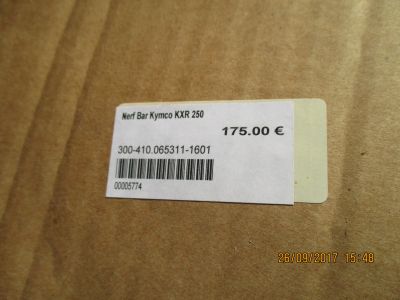 Nerf Bar Kymco KXR 250
175.00 €
300-410.065311-1601
00005774
26/09/2017 15:48